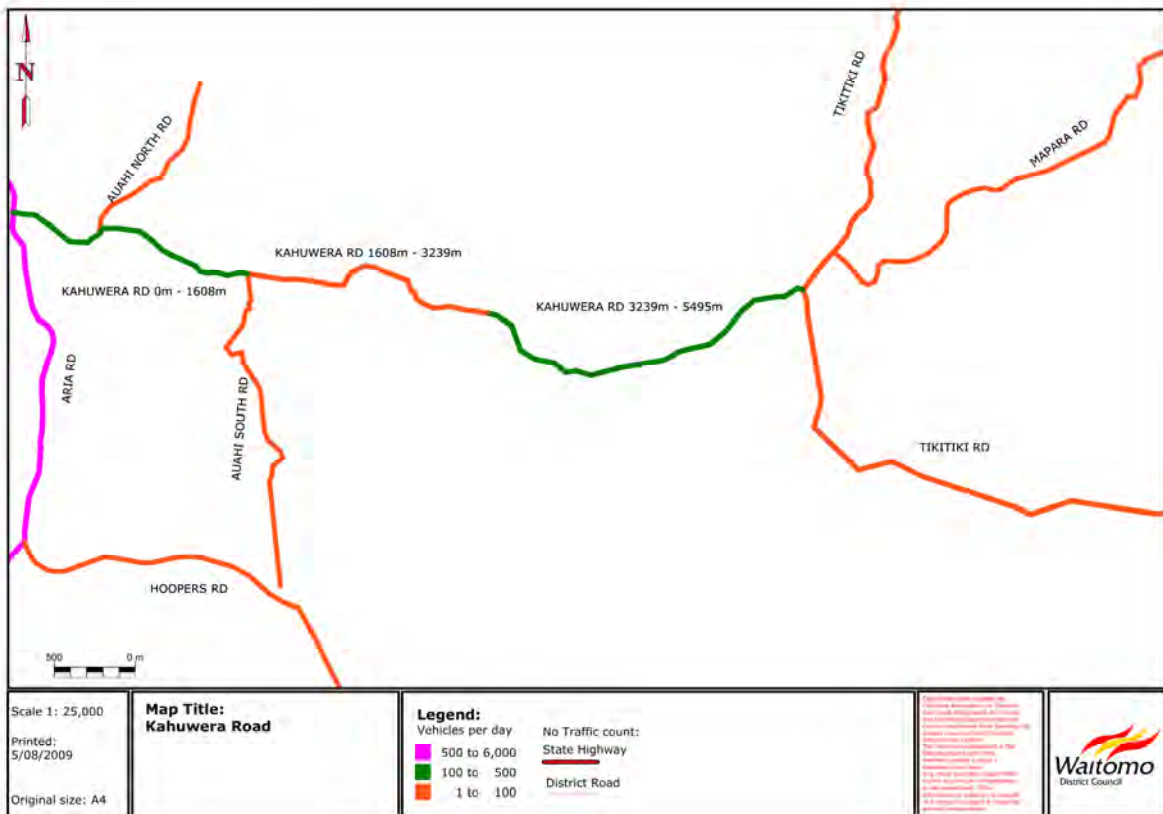 N
AUAHI NORTH RD
TIKITIKI RD
MAPARA RD
KAHUWERA RD 1608m - 3239m
KAHUWERA RD 0m - 1608m
KAHUWERA RD 3239m - 5495m
ARIA RD
AUAHI SOUTH RD
TIKITIKI RD
HOOPERS RD
500 0 m
Scale 1: 25,000
Printed:
5/08/2009
Original size: A4
Map Title:
Kahuwera Road
Legend:
Vehicles per day
500 to 6,000
100 to 500
1 to 100
No Traffic count:
State Highway
District Road
Waitomo
District Council